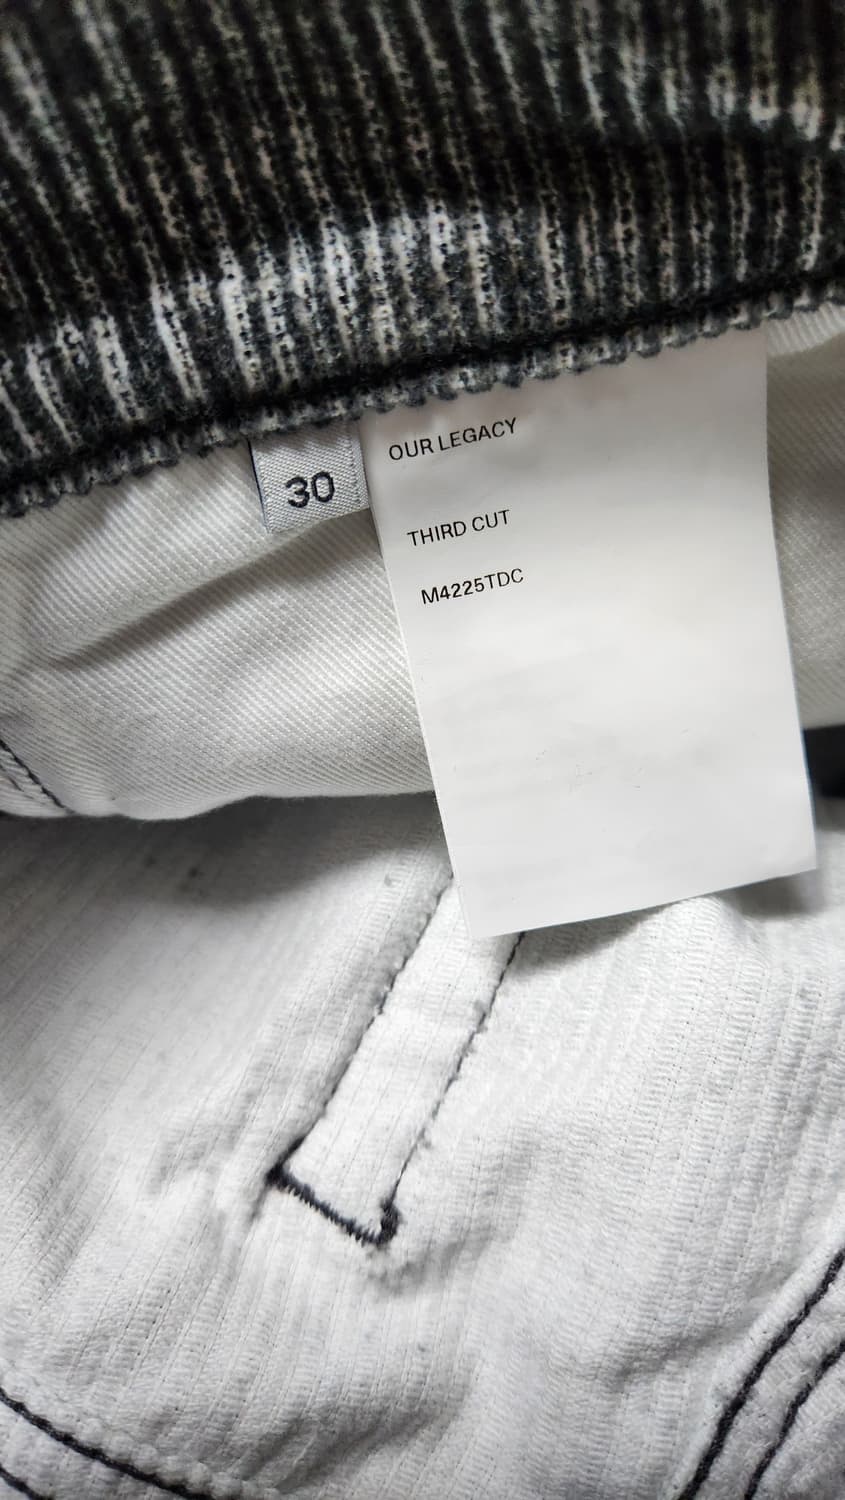 30
OUR LEGACY
THIRD CUT
M4225TDC